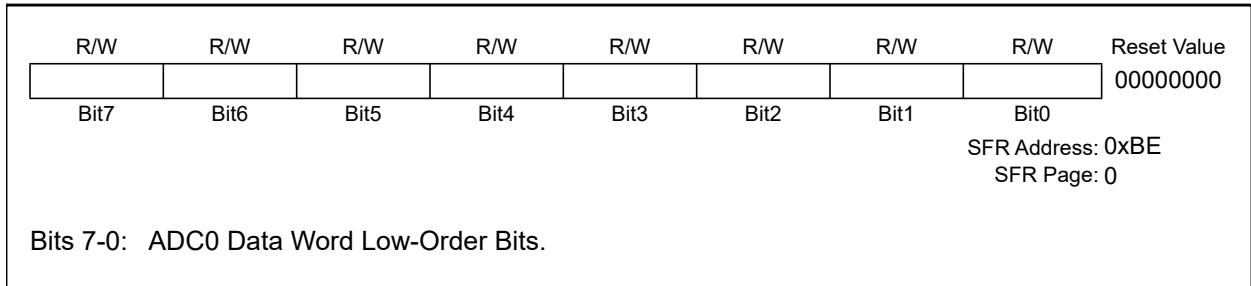 R/W R/W R/W R/W R/W R/W R/W R/W Reset Value
00000000
Bit7 Bit6 Bit5 Bit4 Bit3 Bit2 Bit1 Bit0
SFR Address: 0xBE
SFR Page: 0
Bits 7-0: ADC0 Data Word Low-Order Bits.